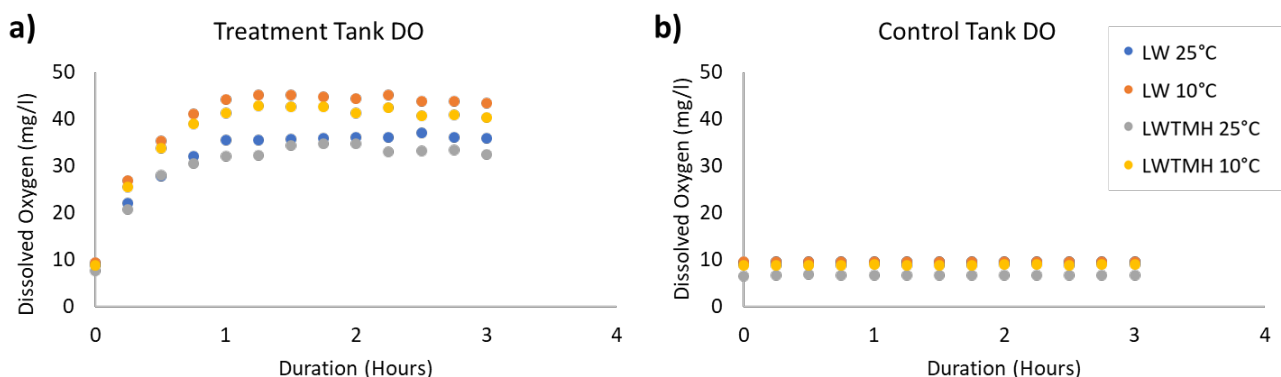 a) Treatment Tank DO
Dissolved Oxygen (mg/l)
50
40
30
20
10
0
0 1 2 3 4
Duration (Hours)
b) Control Tank DO
Dissolved Oxygen (mg/l)
50
40
30
20
10
0
0 1 2 3 4
Duration (Hours)
LW 25°C
LW 10°C
LWTMH 25°C
LWTMH 10°C